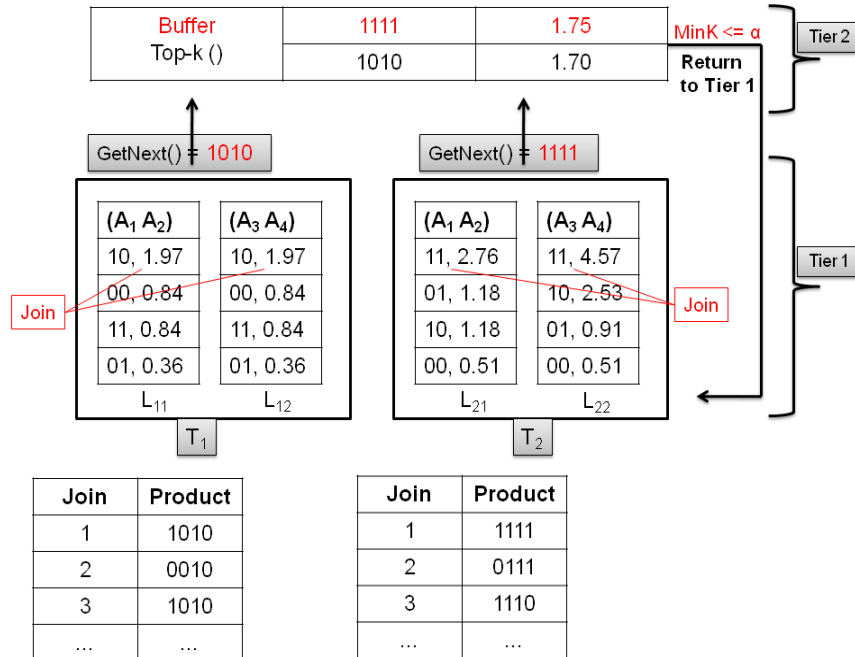 Buffer 1111 1.75 MinK <= α Tier 2
Top-k () 1010 1.70 Return
to Tier 1
GetNext() = 1010 GetNext() = 1111
(A₁ A₂) (A₃ A₄) (A₁ A₂) (A₃ A₄)
10, 1.97 10, 1.97 11, 2.76 11, 4.57 Tier 1
00, 0.84 00, 0.84 01, 1.18 10, 2.53
Join Join
11, 0.84 11, 0.84 10, 1.18 01, 0.91
01, 0.36 01, 0.36 00, 0.51 00, 0.51
L₁₁ L₁₂ L₂₁ L₂₂
T₁ T₂
Join Product Join Product
1 1010 1 1111
2 0010 2 0111
3 1010 3 1110
... ... ... ...